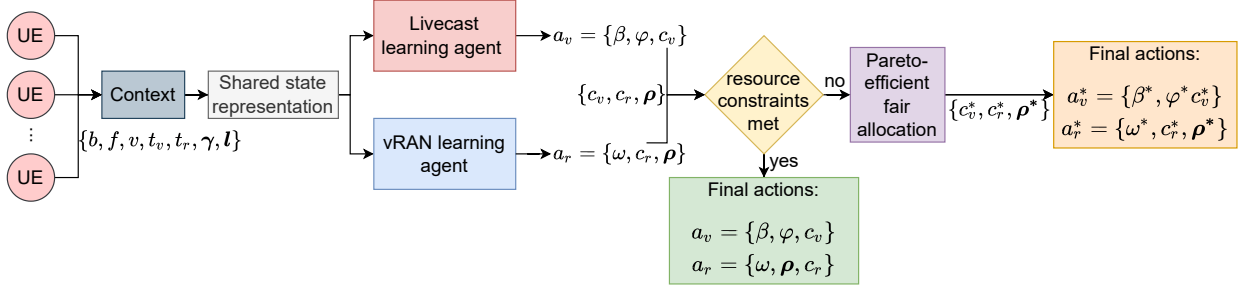 UE
UE
⋮
UE
Context
{b, f, v, t_v, t_r, γ, l}
Shared state
representation
Livecast
learning agent
vRAN learning
agent
a_v = {β, φ, c_v}
{c_v, c_r, ρ}
a_r = {ω, c_r, ρ}
resource
constraints
met
no
yes
Pareto-
efficient
fair
allocation
{c_v^*, c_r^*, ρ^*}
Final actions:
a_v^* = {β^*, φ^* c_v^*}
a_r^* = {ω^*, c_r^*, ρ^*}
Final actions:
a_v = {β, φ, c_v}
a_r = {ω, ρ, c_r}